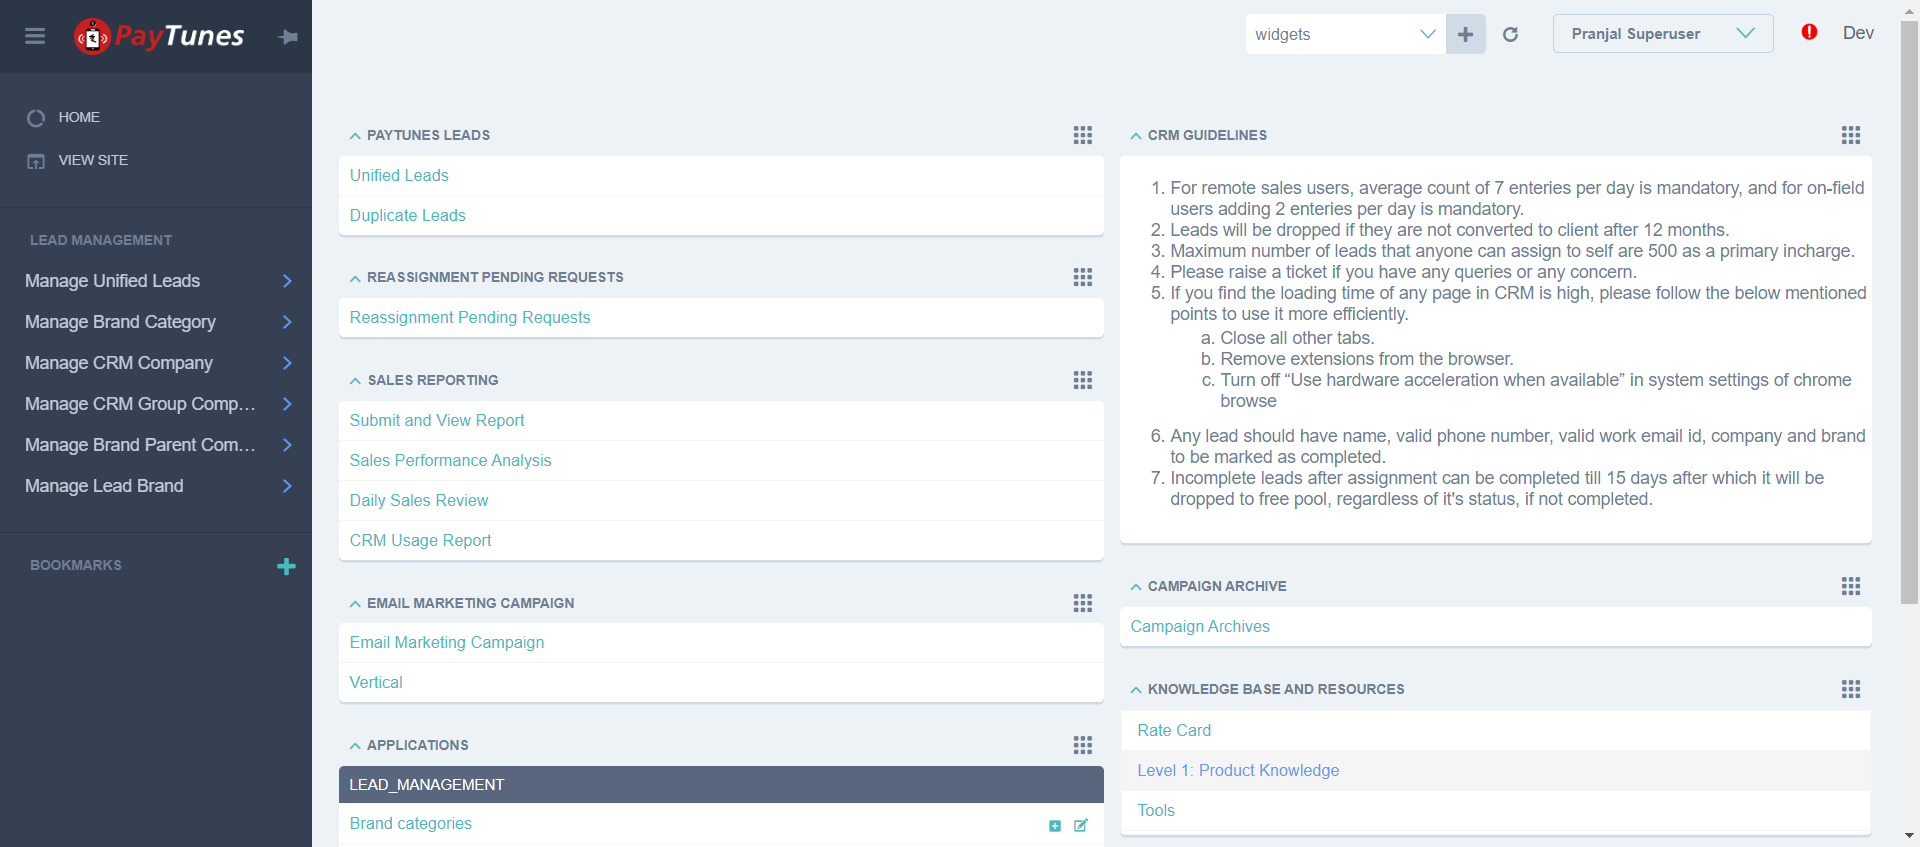 PayTunes
widgets
Pranjal Superuser
Dev
HOME
VIEW SITE
LEAD MANAGEMENT
Manage Unified Leads
Manage Brand Category
Manage CRM Company
Manage CRM Group Comp...
Manage Brand Parent Com...
Manage Lead Brand
BOOKMARKS
PAYTUNES LEADS
Unified Leads
Duplicate Leads
REASSIGNMENT PENDING REQUESTS
Reassignment Pending Requests
SALES REPORTING
Submit and View Report
Sales Performance Analysis
Daily Sales Review
CRM Usage Report
EMAIL MARKETING CAMPAIGN
Email Marketing Campaign
Vertical
APPLICATIONS
LEAD_MANAGEMENT
Brand categories
CRM GUIDELINES
1. For remote sales users, average count of 7 enteries per day is mandatory, and for on-field
users adding 2 enteries per day is mandatory.
2. Leads will be dropped if they are not converted to client after 12 months.
3. Maximum number of leads that anyone can assign to self are 500 as a primary incharge.
4. Please raise a ticket if you have any queries or any concern.
5. If you find the loading time of any page in CRM is high, please follow the below mentioned
points to use it more efficiently.
a. Close all other tabs.
b. Remove extensions from the browser.
c. Turn off “Use hardware acceleration when available” in system settings of chrome
browse
6. Any lead should have name, valid phone number, valid work email id, company and brand
to be marked as completed.
7. Incomplete leads after assignment can be completed till 15 days after which it will be
dropped to free pool, regardless of it's status, if not completed.
CAMPAIGN ARCHIVE
Campaign Archives
KNOWLEDGE BASE AND RESOURCES
Rate Card
Level 1: Product Knowledge
Tools